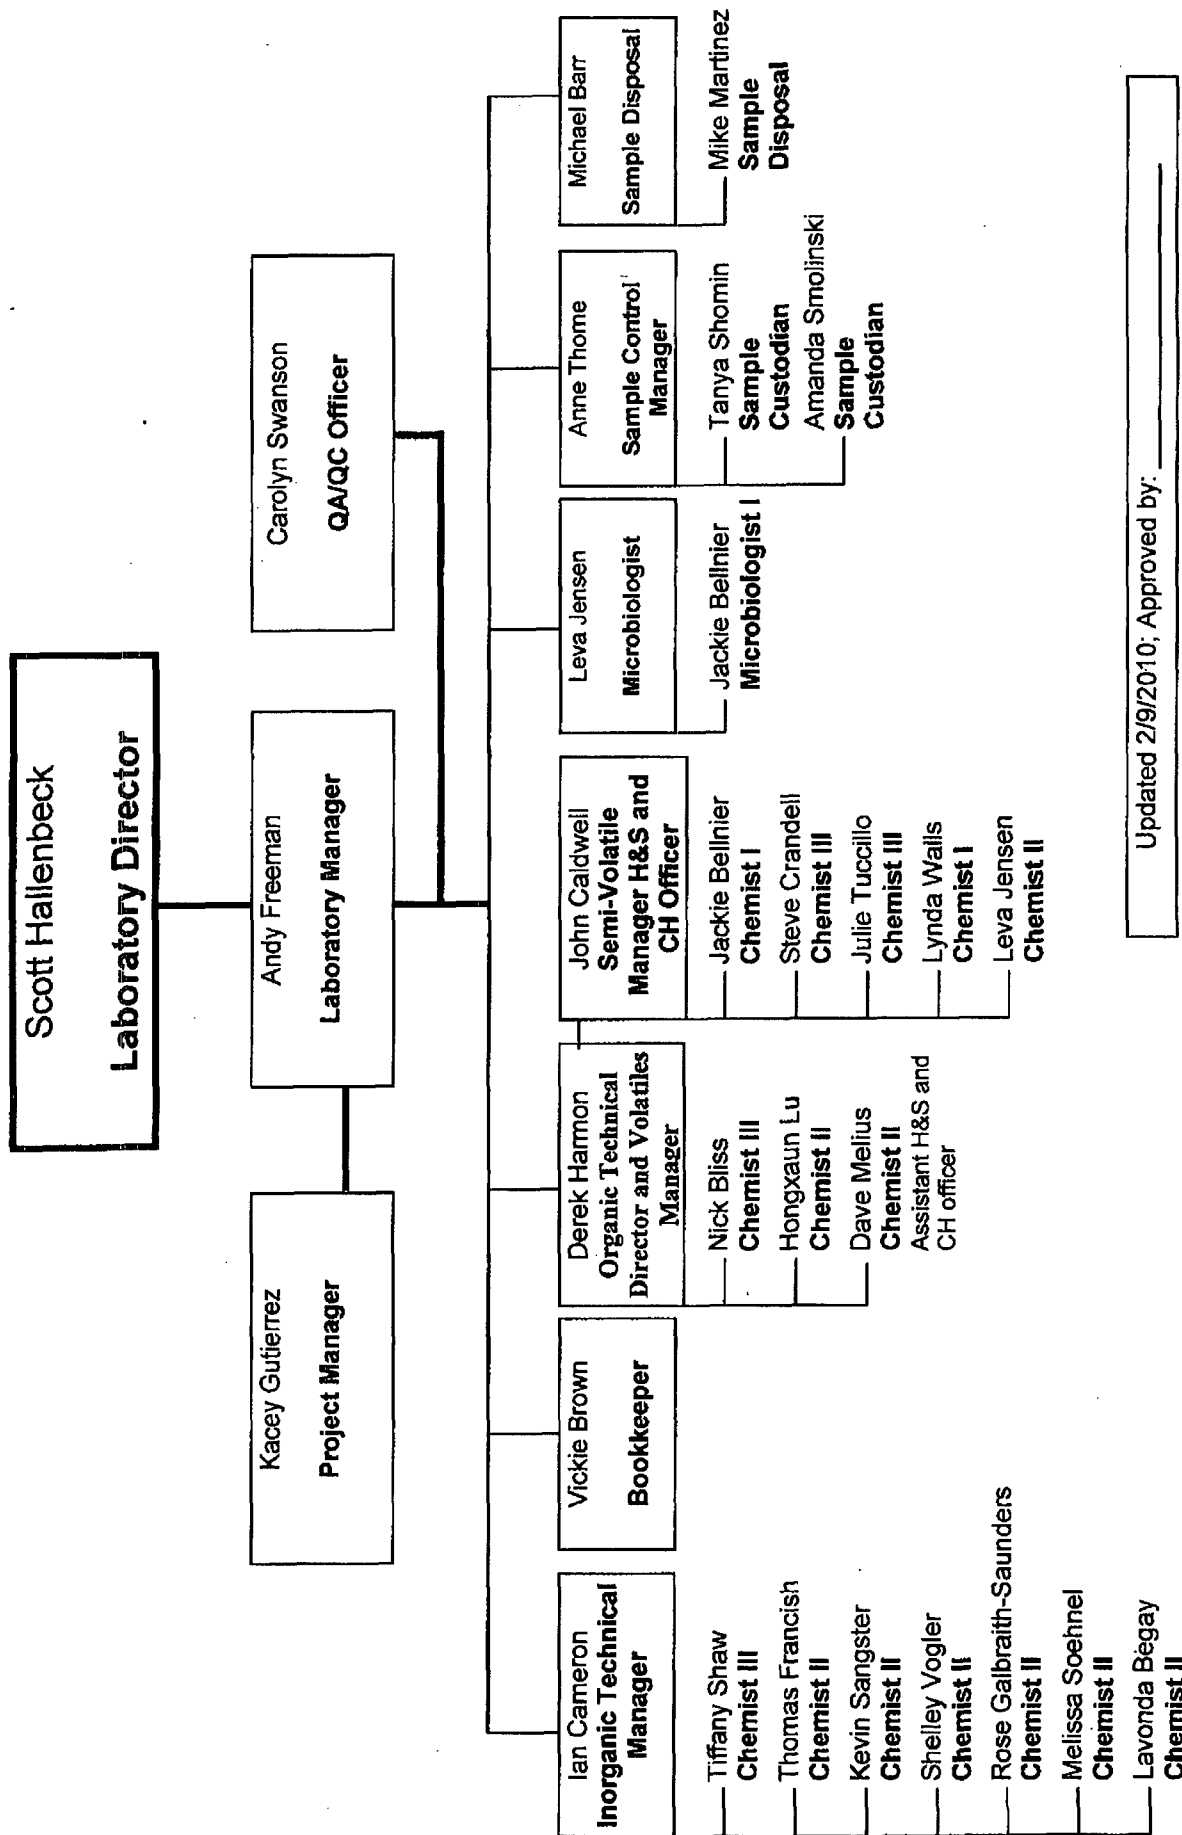 Scott Hallenbeck
Laboratory Director
Kacey Gutierrez
Project Manager
Andy Freeman
Laboratory Manager
Carolyn Swanson
QA/QC Officer
Ian Cameron
Inorganic Technical
Manager
Tiffany Shaw
Chemist III
Thomas Francish
Chemist II
Kevin Sangster
Chemist II
Shelley Vogler
Chemist II
Rose Galbraith-Saunders
Chemist II
Melissa Soehnel
Chemist II
Lavonda Begay
Chemist II
Vickie Brown
Bookkeeper
Derek Harmon
Organic Technical
Director and Volatiles
Manager
Nick Bliss
Chemist III
Hongxaun Lu
Chemist II
Dave Melius
Chemist II
Assistant H&S and
CH officer
John Caldwell
Semi-Volatile
Manager H&S and
CH Officer
Jackie Bellnier
Chemist I
Steve Crandell
Chemist III
Julie Tuccillo
Chemist III
Lynda Walls
Chemist I
Leva Jensen
Chemist II
Leva Jensen
Microbiologist
Jackie Bellnier
Microbiologist I
Anne Thorne
Sample Control
Manager
Tanya Shomin
Sample
Custodian
Amanda Smolinski
Sample
Custodian
Michael Barr
Sample Disposal
Mike Martinez
Sample
Disposal
Updated 2/9/2010; Approved by: